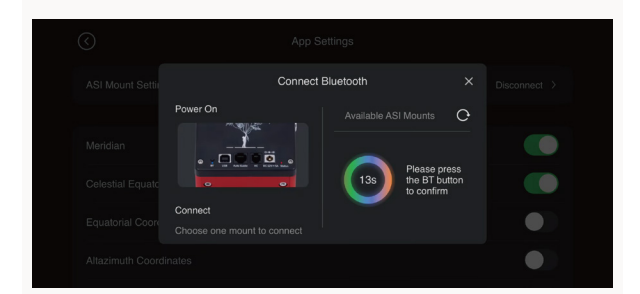 App Settings
ASI Mount Setti
Disconnect
Connect Bluetooth
Power On
Connect
Choose one mount to connect
Available ASI Mounts
13s
Please press
the BT button
to confirm
Meridian
Celestial Equato
Equatorial Coor
Altazimuth Coordinates